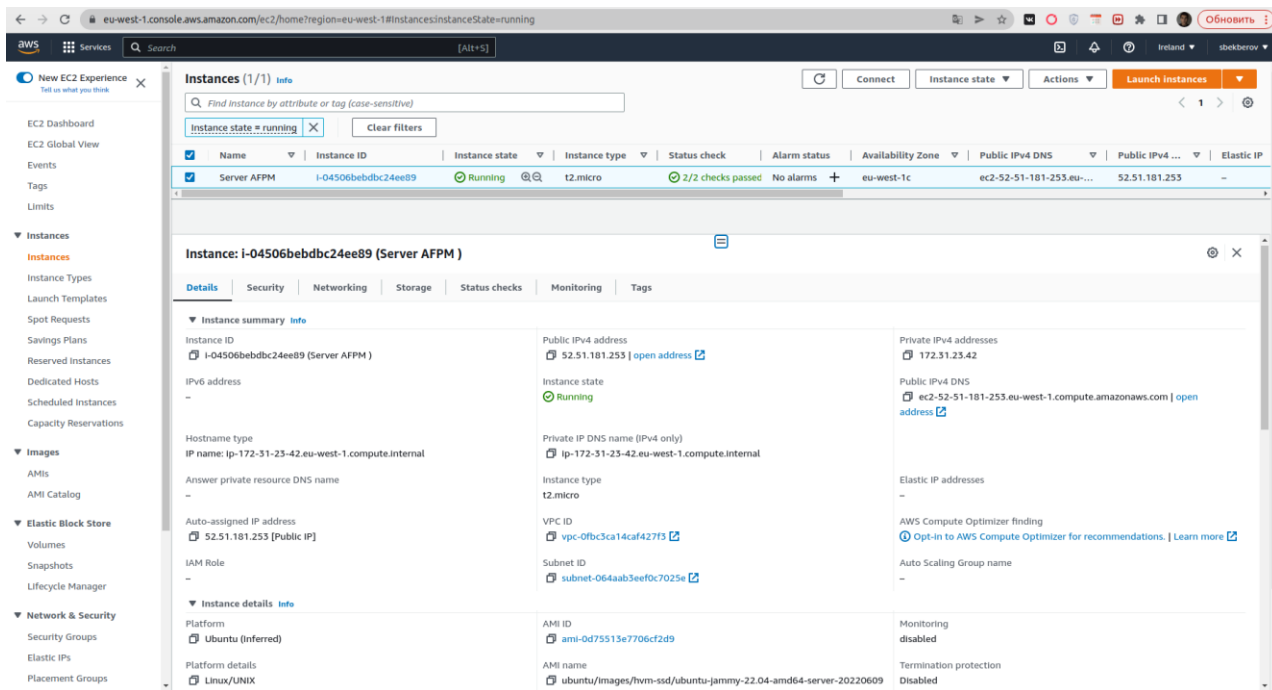 eu-west-1.console.aws.amazon.com/ec2/home?region=eu-west-1#Instances:instanceState=running
Обновить
aws Services Search [Alt+S] Ireland ▼ sbekberov ▼
New EC2 Experience
Tell us what you think
EC2 Dashboard
EC2 Global View
Events
Tags
Limits
▼ Instances
Instances
Instance Types
Launch Templates
Spot Requests
Savings Plans
Reserved Instances
Dedicated Hosts
Scheduled Instances
Capacity Reservations
▼ Images
AMIs
AMI Catalog
▼ Elastic Block Store
Volumes
Snapshots
Lifecycle Manager
▼ Network & Security
Security Groups
Elastic IPs
Placement Groups
Instances (1/1) Info
Connect Instance state ▼ Actions ▼ Launch instances ▼
Find instance by attribute or tag (case-sensitive)
< 1 >
Instance state = running X Clear filters
Name Instance ID Instance state Instance type Status check Alarm status Availability Zone Public IPv4 DNS Public IPv4 ... Elastic IP
Server AFPM i-04506bebdbc24ee89 Running t2.micro 2/2 checks passed No alarms + eu-west-1c ec2-52-51-181-253.eu-... 52.51.181.253 –
Instance: i-04506bebdbc24ee89 (Server AFPM )
Details Security Networking Storage Status checks Monitoring Tags
▼ Instance summary Info
Instance ID
i-04506bebdbc24ee89 (Server AFPM )
Public IPv4 address
52.51.181.253 | open address
Private IPv4 addresses
172.31.23.42
IPv6 address
–
Instance state
Running
Public IPv4 DNS
ec2-52-51-181-253.eu-west-1.compute.amazonaws.com | open
address
Hostname type
IP name: ip-172-31-23-42.eu-west-1.compute.internal
Private IP DNS name (IPv4 only)
ip-172-31-23-42.eu-west-1.compute.internal
Answer private resource DNS name
–
Instance type
t2.micro
Elastic IP addresses
–
Auto-assigned IP address
52.51.181.253 [Public IP]
VPC ID
vpc-0fbc3ca14caf427f3
AWS Compute Optimizer finding
Opt-in to AWS Compute Optimizer for recommendations. | Learn more
IAM Role
–
Subnet ID
subnet-064aab3eef0c7025e
Auto Scaling Group name
–
▼ Instance details Info
Platform
Ubuntu (Inferred)
AMI ID
ami-0d75513e7706cf2d9
Monitoring
disabled
Platform details
Linux/UNIX
AMI name
ubuntu/images/hvm-ssd/ubuntu-jammy-22.04-amd64-server-20220609
Termination protection
Disabled